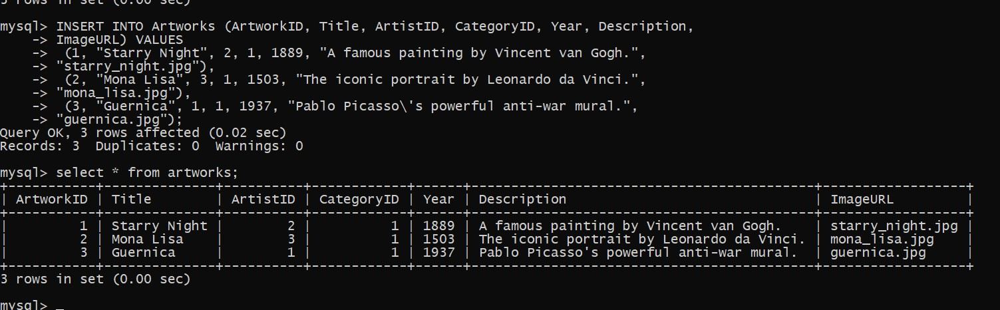 3 rows in set (0.00 sec)
mysql> INSERT INTO Artworks (ArtworkID, Title, ArtistID, CategoryID, Year, Description,
    -> ImageURL) VALUES
    ->  (1, "Starry Night", 2, 1, 1889, "A famous painting by Vincent van Gogh.",
    -> "starry_night.jpg"),
    ->  (2, "Mona Lisa", 3, 1, 1503, "The iconic portrait by Leonardo da Vinci.",
    -> "mona_lisa.jpg"),
    ->  (3, "Guernica", 1, 1, 1937, "Pablo Picasso\'s powerful anti-war mural.",
    -> "guernica.jpg");
Query OK, 3 rows affected (0.02 sec)
Records: 3  Duplicates: 0  Warnings: 0
mysql> select * from artworks;
+-----------+--------------+----------+------------+------+-------------------------------------------+------------------+
| ArtworkID | Title        | ArtistID | CategoryID | Year | Description                               | ImageURL         |
+-----------+--------------+----------+------------+------+-------------------------------------------+------------------+
|         1 | Starry Night |        2 |          1 | 1889 | A famous painting by Vincent van Gogh.    | starry_night.jpg |
|         2 | Mona Lisa    |        3 |          1 | 1503 | The iconic portrait by Leonardo da Vinci. | mona_lisa.jpg    |
|         3 | Guernica     |        1 |          1 | 1937 | Pablo Picasso's powerful anti-war mural.  | guernica.jpg     |
+-----------+--------------+----------+------------+------+-------------------------------------------+------------------+
3 rows in set (0.00 sec)
mysql> _